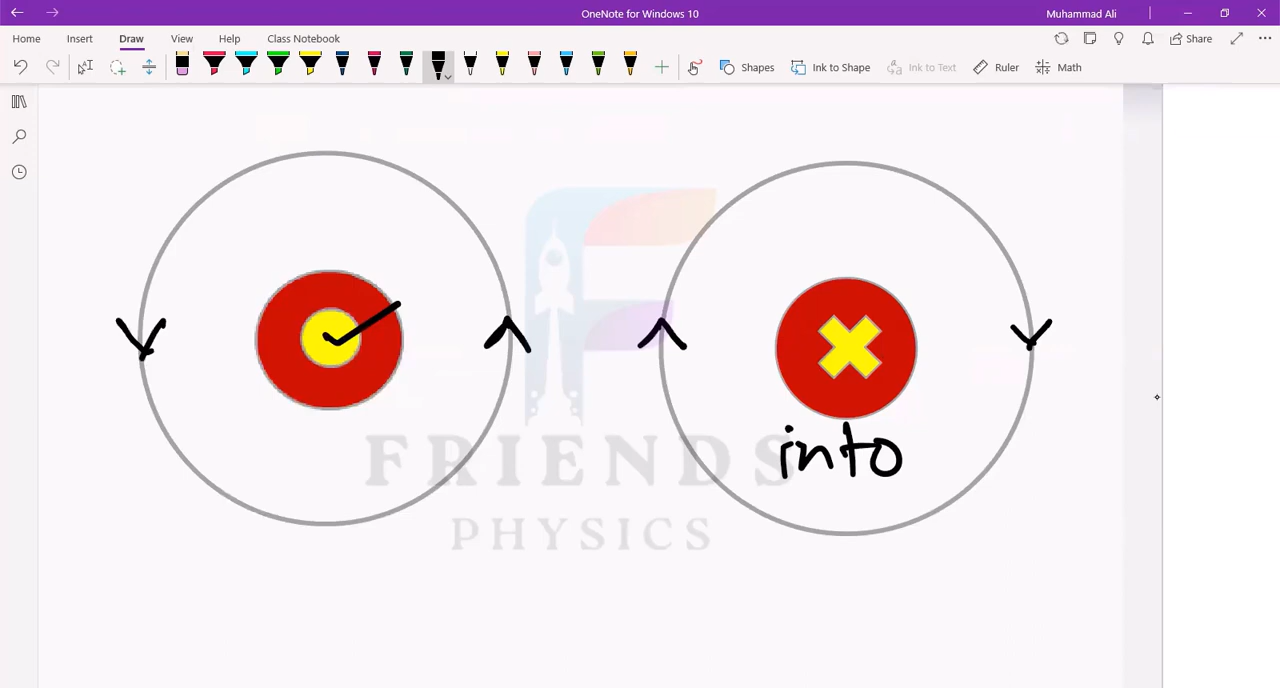 OneNote for Windows 10
Muhammad Ali
Home Insert Draw View Help Class Notebook
Share
Shapes Ink to Shape Ink to Text Ruler Math
into
FRIENDS
PHYSICS